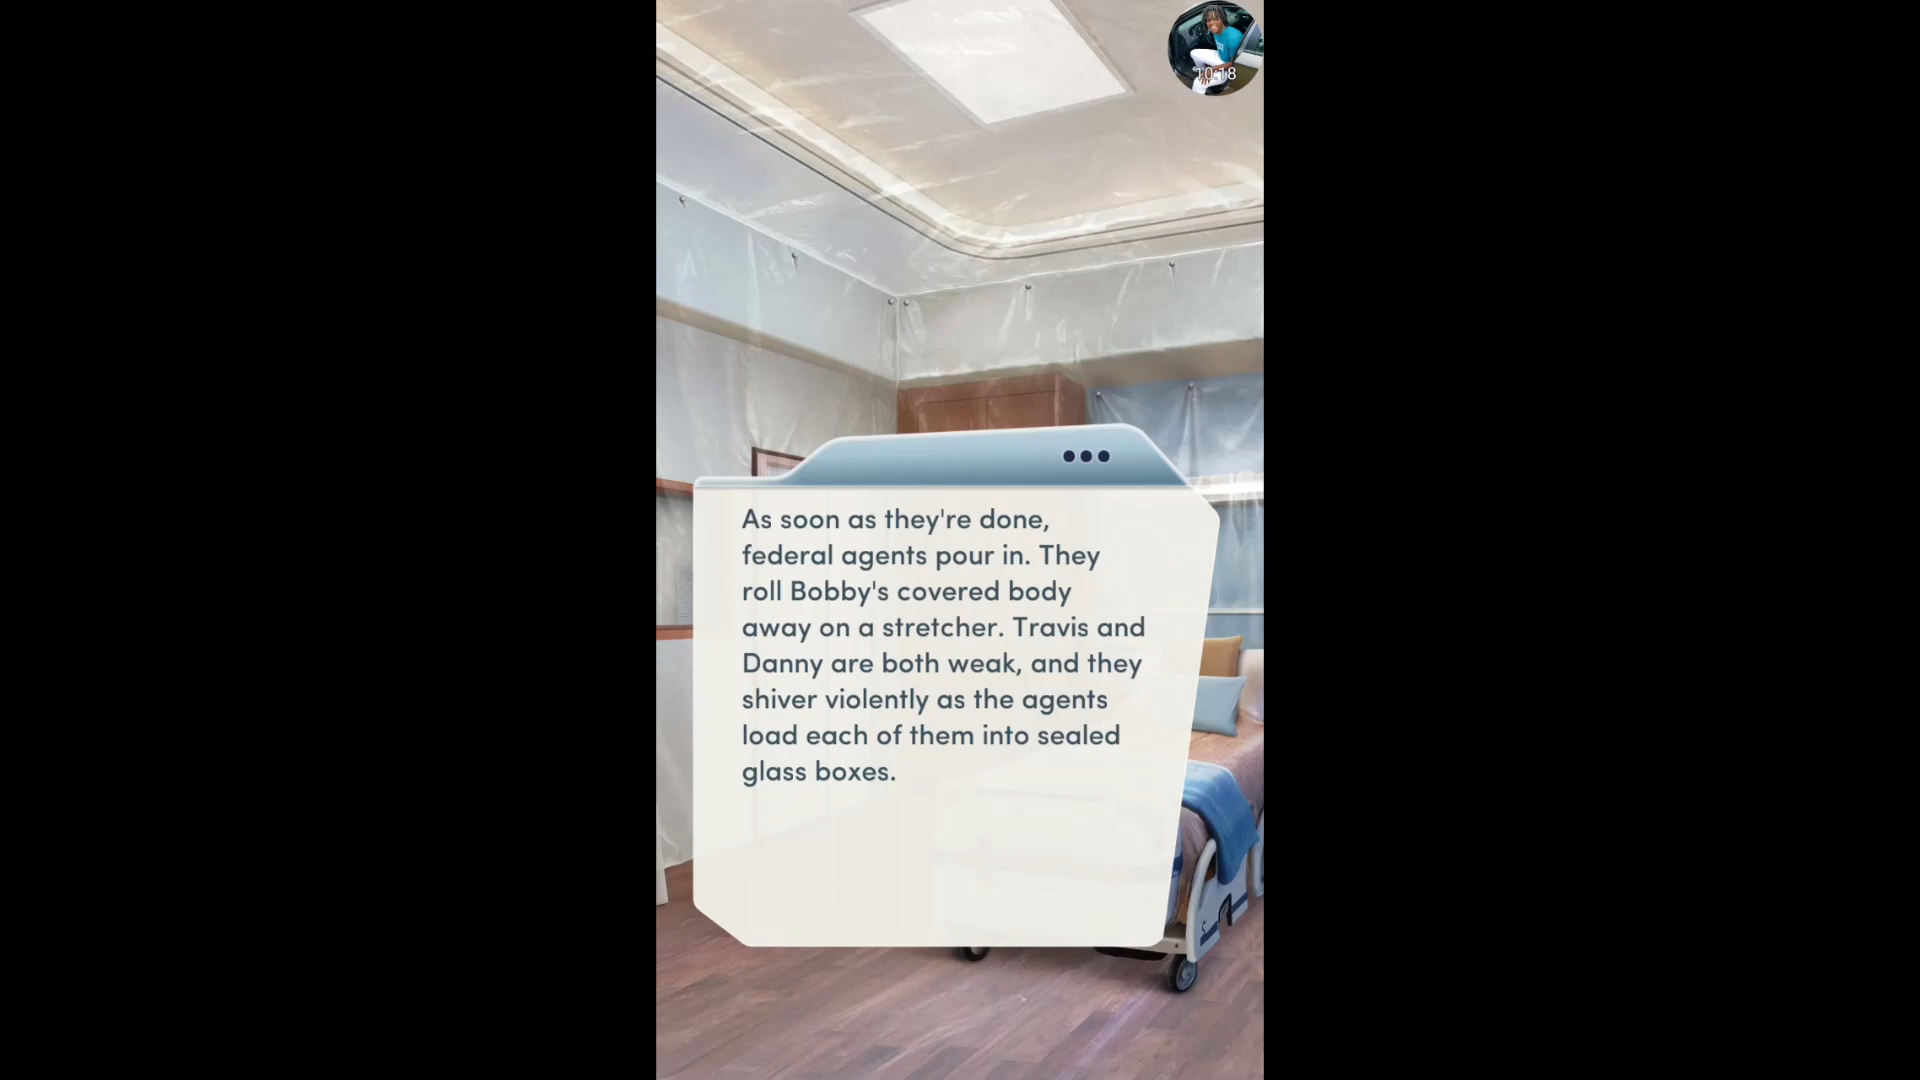 10:18
As soon as they're done,
federal agents pour in. They
roll Bobby's covered body
away on a stretcher. Travis and
Danny are both weak, and they
shiver violently as the agents
load each of them into sealed
glass boxes.